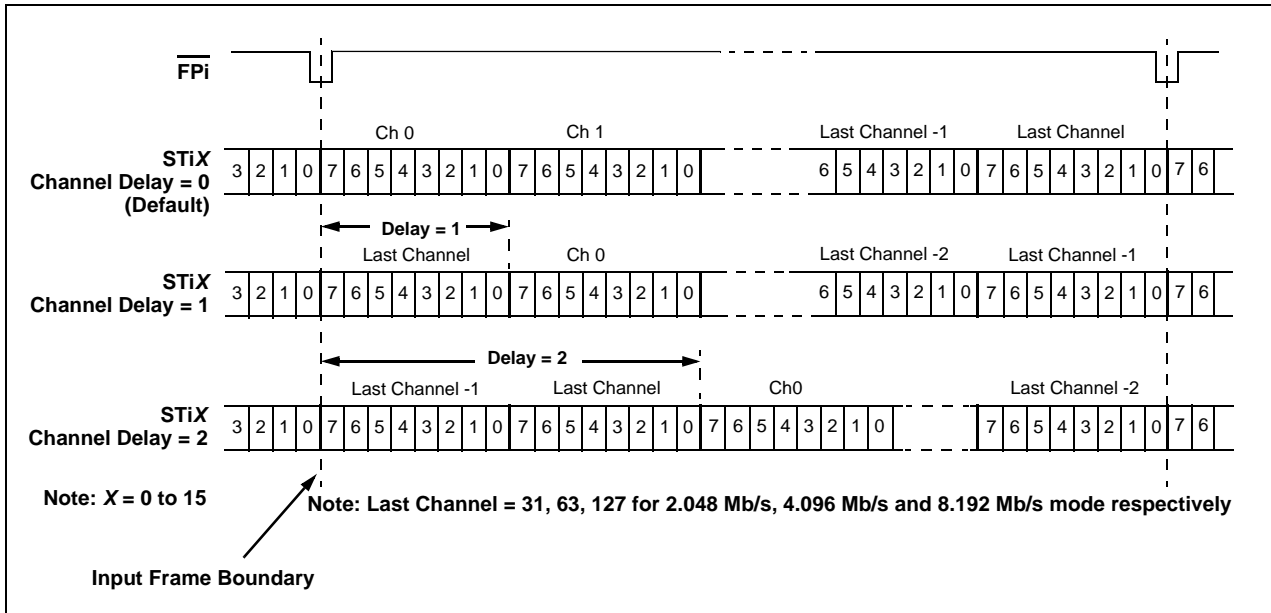 FPi
Ch 0 Ch 1 Last Channel -1 Last Channel
STiX
Channel Delay = 0
(Default)
3 2 1 0 7 6 5 4 3 2 1 0 7 6 5 4 3 2 1 0 6 5 4 3 2 1 0 7 6 5 4 3 2 1 0 7 6
Delay = 1
Last Channel Ch 0 Last Channel -2 Last Channel -1
STiX
Channel Delay = 1
3 2 1 0 7 6 5 4 3 2 1 0 7 6 5 4 3 2 1 0 6 5 4 3 2 1 0 7 6 5 4 3 2 1 0 7 6
Delay = 2
Last Channel -1 Last Channel Ch0 Last Channel -2
STiX
Channel Delay = 2
3 2 1 0 7 6 5 4 3 2 1 0 7 6 5 4 3 2 1 0 7 6 5 4 3 2 1 0 7 6 5 4 3 2 1 0 7 6
Note: X = 0 to 15
Note: Last Channel = 31, 63, 127 for 2.048 Mb/s, 4.096 Mb/s and 8.192 Mb/s mode respectively
Input Frame Boundary